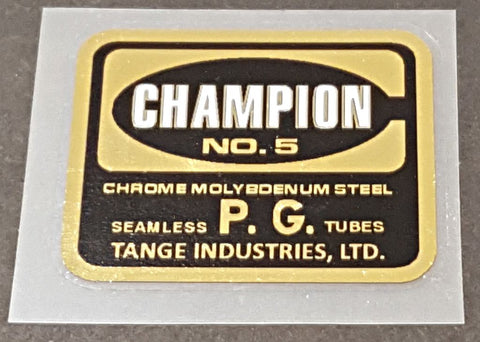 CHAMPION
NO. 5
CHROME MOLYBDENUM STEEL
SEAMLESS P. G. TUBES
TANGE INDUSTRIES, LTD.